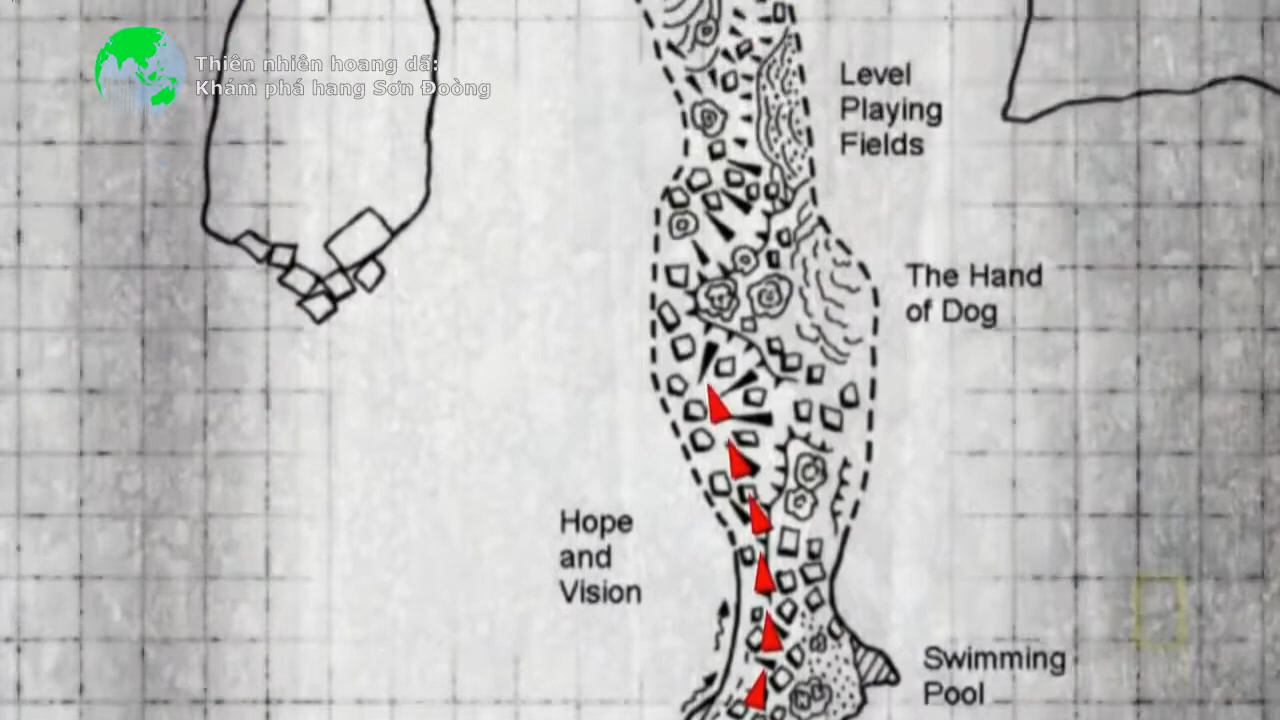 Thiên nhiên hoang dã:
Khám phá hang Sơn Đoòng
Level
Playing
Fields
The Hand
of Dog
Hope
and
Vision
Swimming
Pool